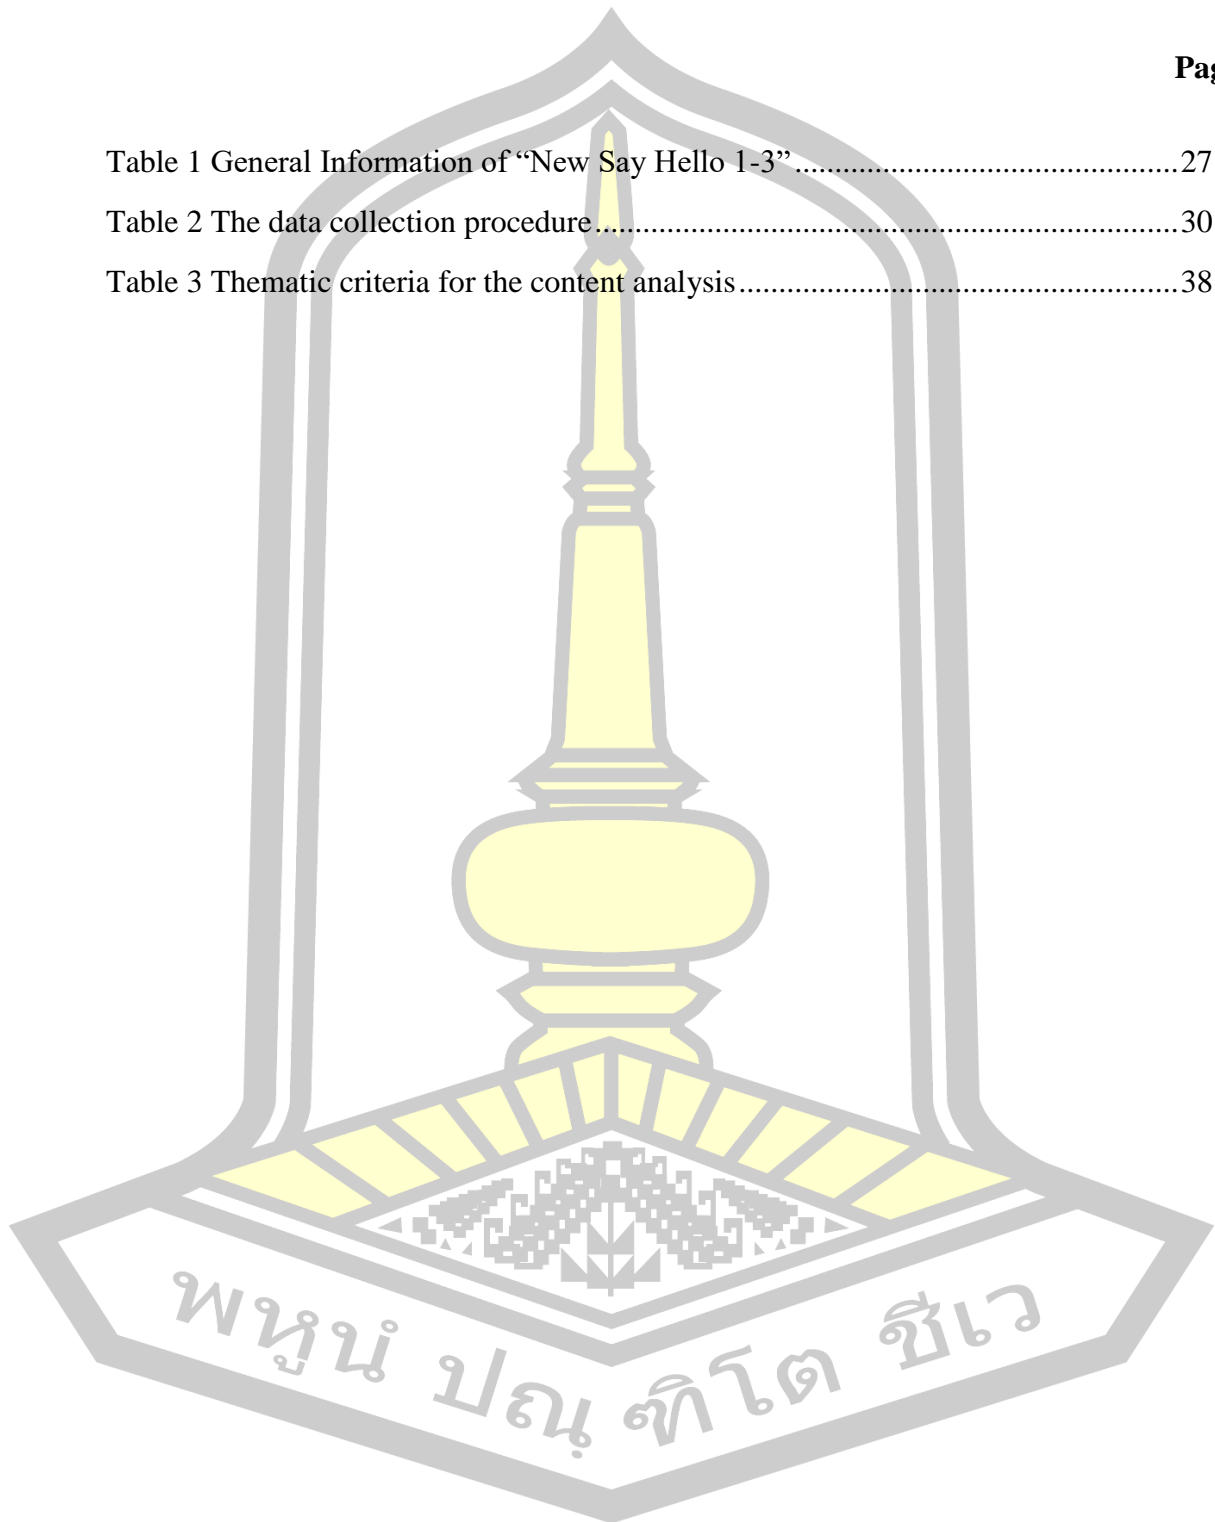 Pag
Table 1 General Information of “New Say Hello 1-3”............................................27
Table 2 The data collection procedure....................................................................30
Table 3 Thematic criteria for the content analysis...................................................38
พหูนํ ปณฺ ฑิโต ชีเว